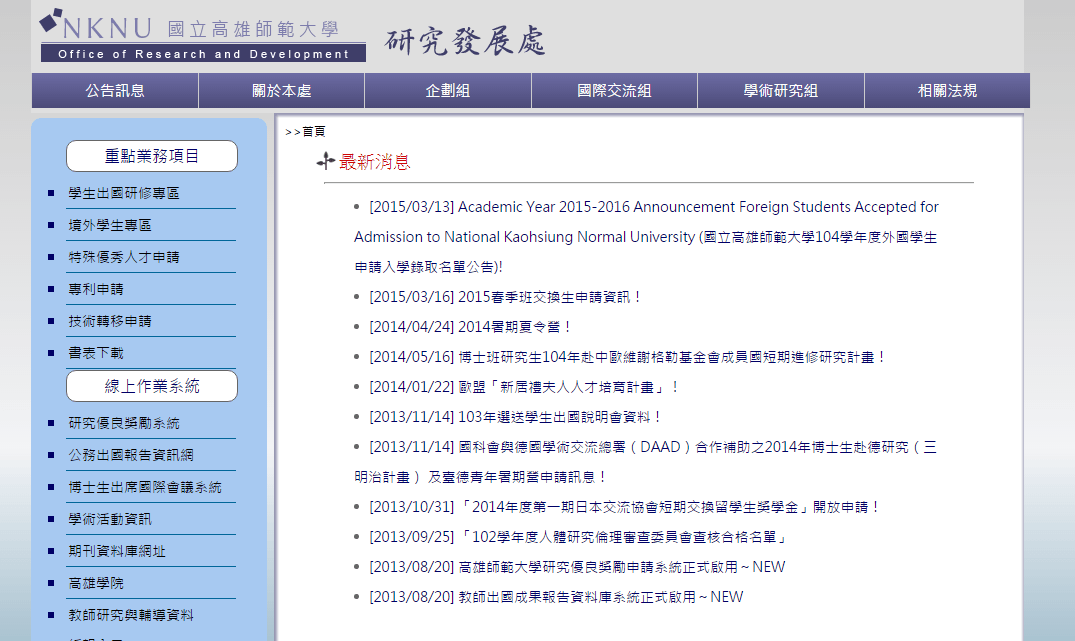 NKNU 國立高雄師範大學
Office of Research and Development
研究發展處
公告訊息
關於本處
企劃組
國際交流組
學術研究組
相關法規
重點業務項目
學生出國研修專區
境外學生專區
特殊優秀人才申請
專利申請
技術轉移申請
書表下載
線上作業系統
研究優良獎勵系統
公務出國報告資訊網
博士生出席國際會議系統
學術活動資訊
期刊資料庫網址
高雄學院
教師研究與輔導資料
>>首頁
最新消息
[2015/03/13] Academic Year 2015-2016 Announcement Foreign Students Accepted for
Admission to National Kaohsiung Normal University (國立高雄師範大學104學年度外國學生
申請入學錄取名單公告)!
[2015/03/16] 2015春季班交換生申請資訊！
[2014/04/24] 2014暑期夏令營！
[2014/05/16] 博士班研究生104年赴中歐維謝格勒基金會成員國短期進修研究計畫！
[2014/01/22] 歐盟「新居禮夫人人才培育計畫」！
[2013/11/14] 103年選送學生出國說明會資料！
[2013/11/14] 國科會與德國學術交流總署（DAAD）合作補助之2014年博士生赴德研究（三
明治計畫） 及臺德青年暑期營申請訊息！
[2013/10/31] 「2014年度第一期日本交流協會短期交換留學生獎學金」開放申請！
[2013/09/25] 「102學年度人體研究倫理審查委員會查核合格名單」
[2013/08/20] 高雄師範大學研究優良獎勵申請系統正式啟用～NEW
[2013/08/20] 教師出國成果報告資料庫系統正式啟用～NEW